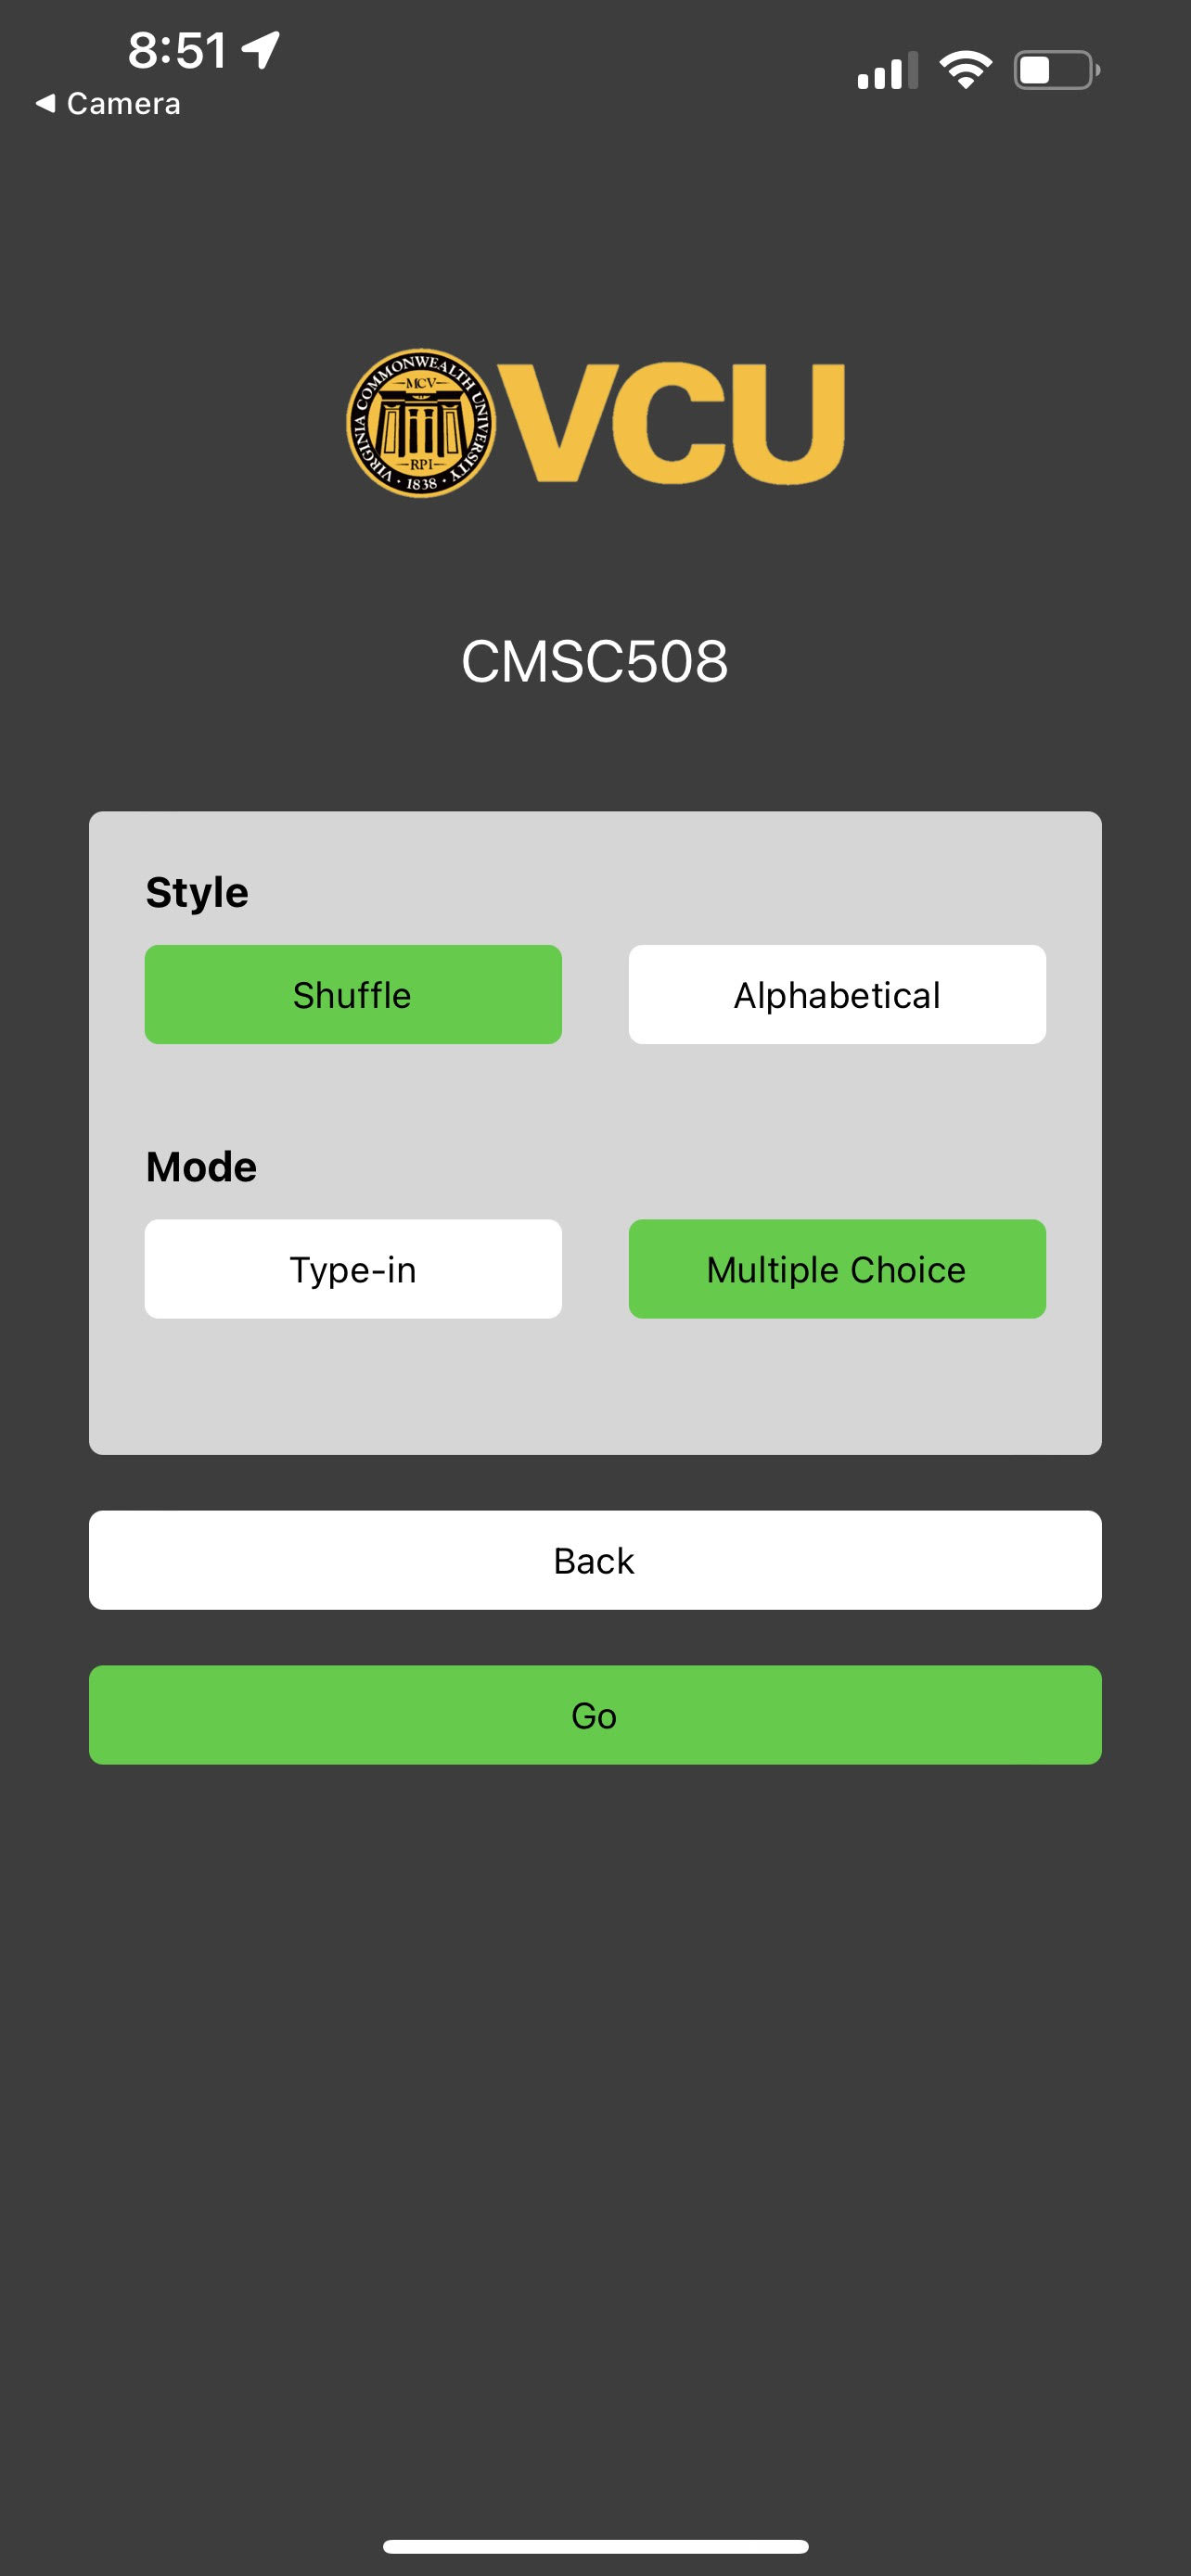 8:51
Camera
VIRGINIA COMMONWEALTH UNIVERSITY
MCV
RPI
· 1838 ·
VCU
CMSC508
Style
Shuffle
Alphabetical
Mode
Type-in
Multiple Choice
Back
Go